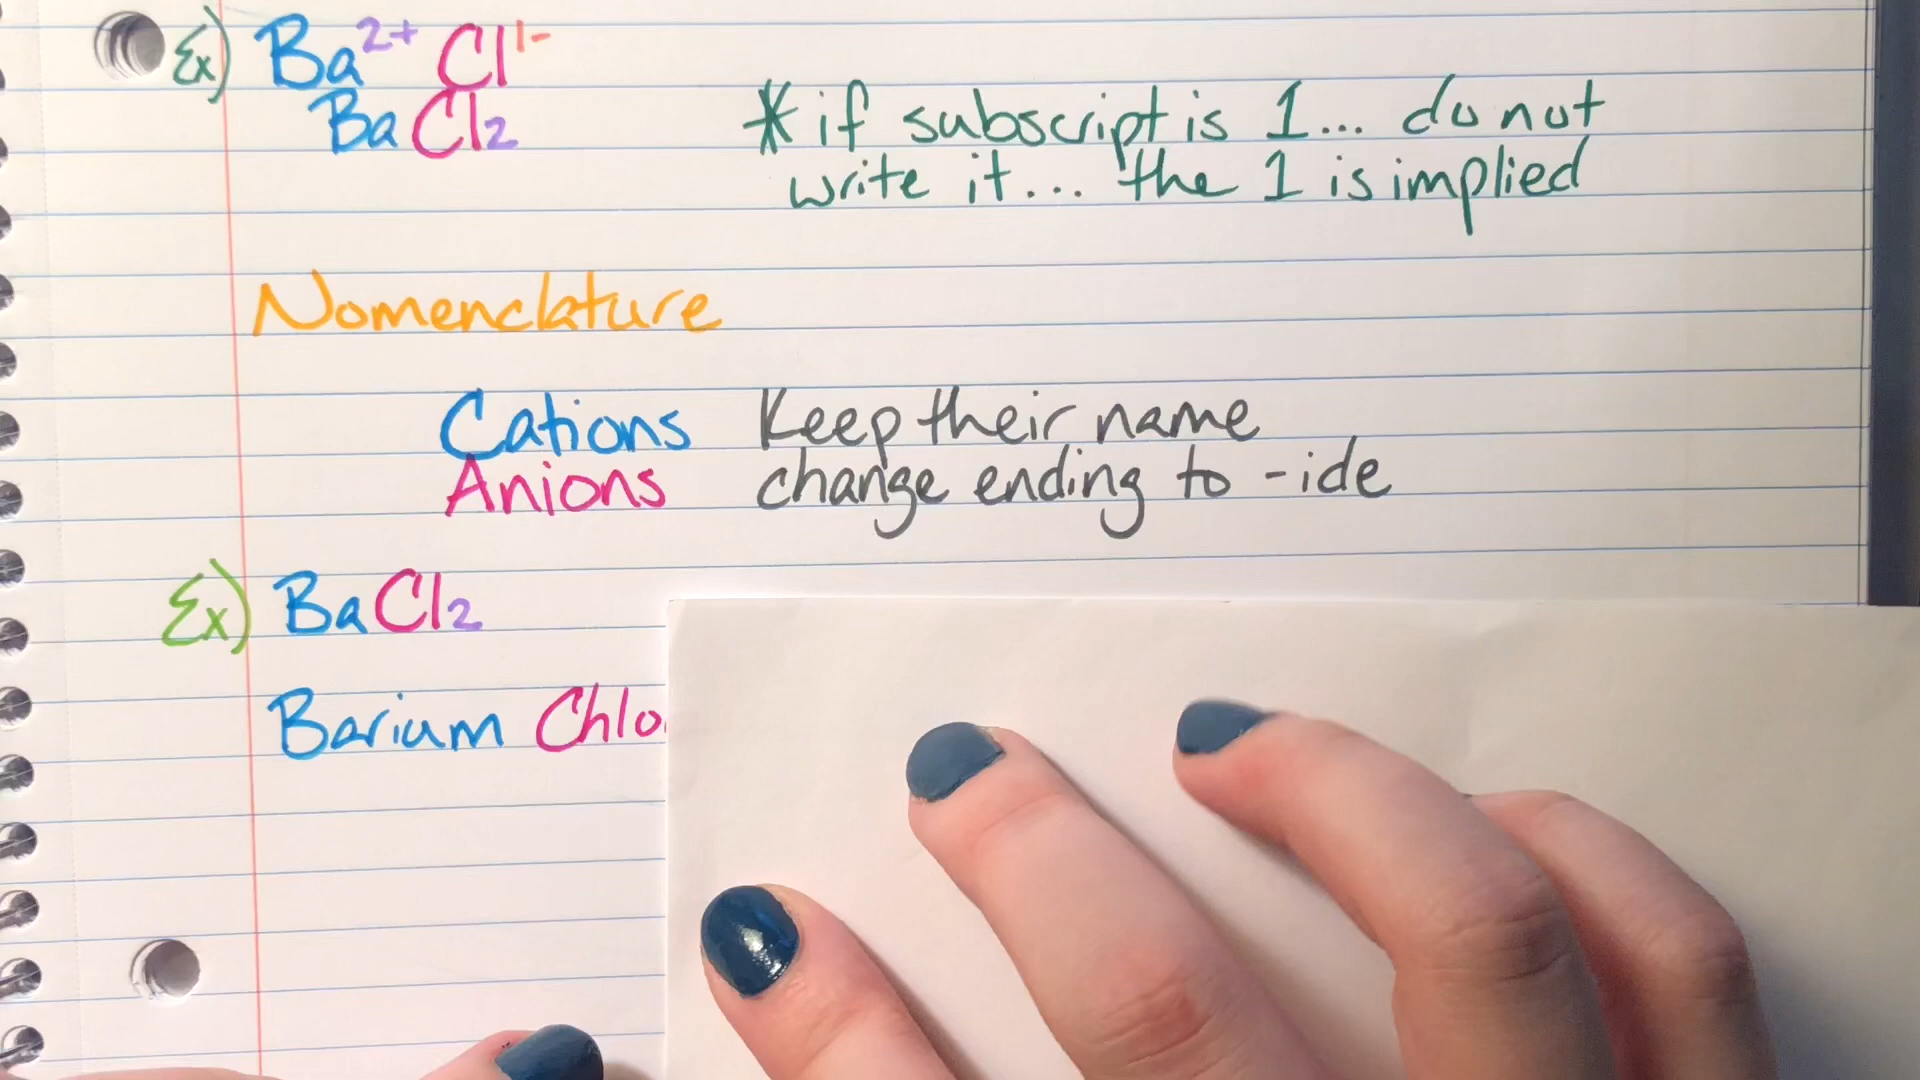 Ex) Ba²⁺ Cl¹⁻
BaCl₂
*if subscript is 1... do not
write it... the 1 is implied
Nomenclature
Cations Keep their name
Anions change ending to -ide
Ex) BaCl₂
Barium Chlo